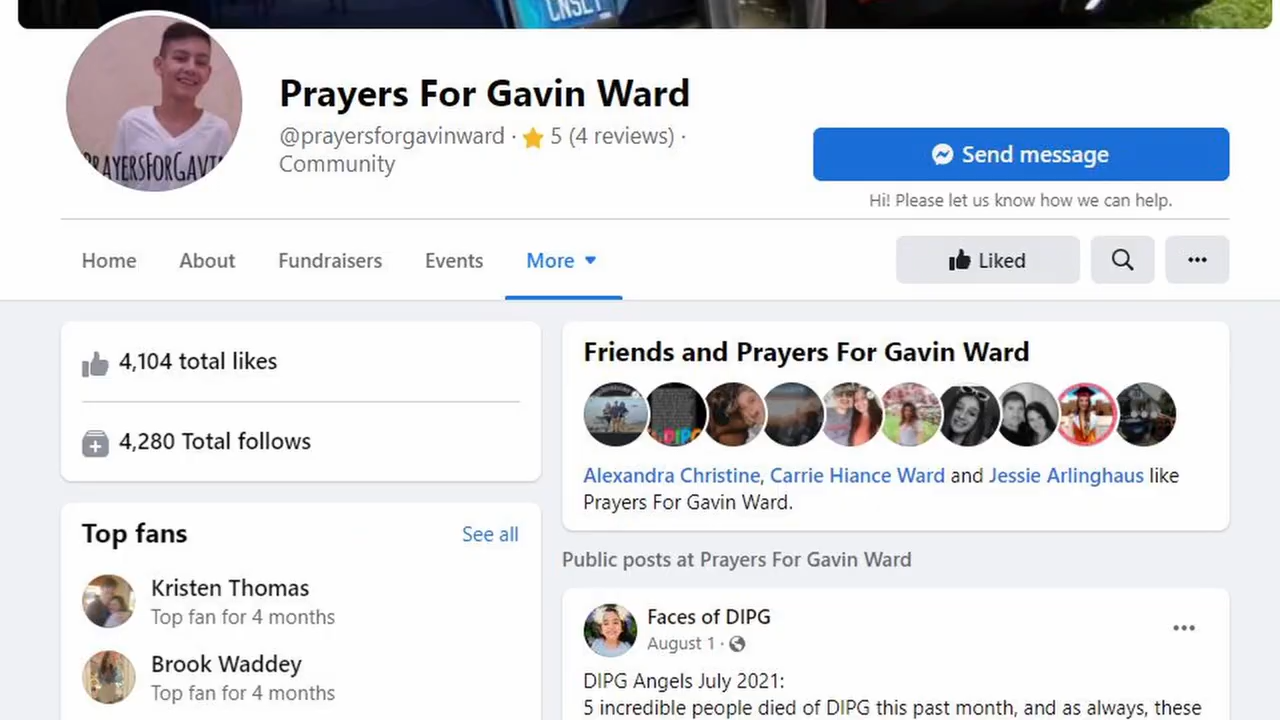 CNSLT
PRAYERSFORGAVIN
Prayers For Gavin Ward
@prayersforgavinward · 5 (4 reviews) ·
Community
Send message
Hi! Please let us know how we can help.
Home About Fundraisers Events More
Liked
4,104 total likes
4,280 Total follows
Top fans See all
Kristen Thomas
Top fan for 4 months
Brook Waddey
Top fan for 4 months
Friends and Prayers For Gavin Ward
DIPG
Alexandra Christine, Carrie Hiance Ward and Jessie Arlinghaus like
Prayers For Gavin Ward.
Public posts at Prayers For Gavin Ward
Faces of DIPG
August 1 ·
DIPG Angels July 2021:
5 incredible people died of DIPG this past month, and as always, these